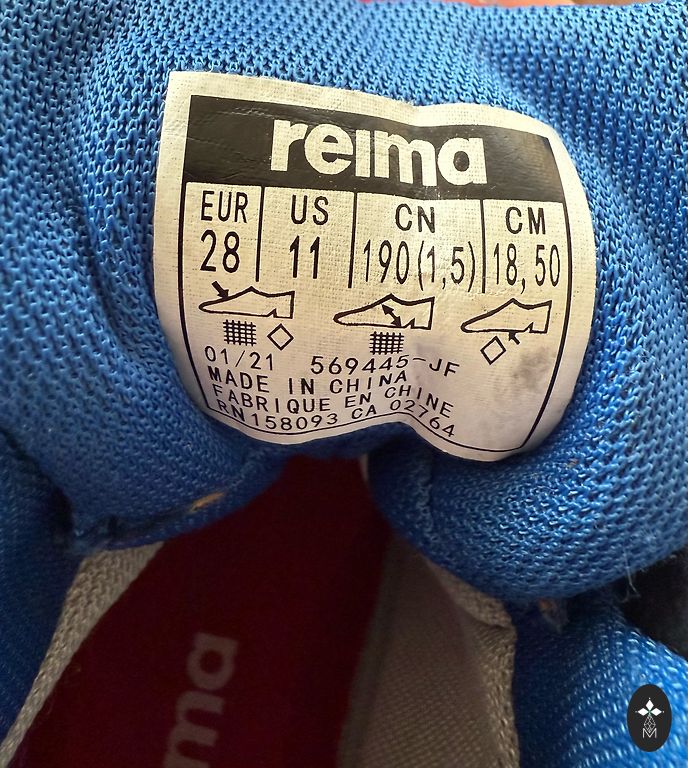 reima
EUR US CN CM
28 11 190(1,5) 18,50
01/21 569445-JF
MADE IN CHINA
FABRIQUE EN CHINE
RN158093 CA 02764
ma
M